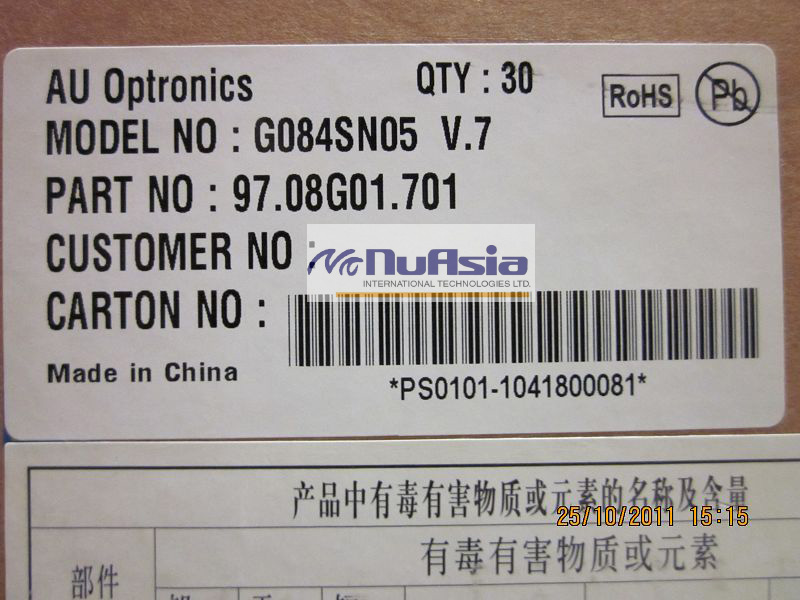 AU Optronics QTY : 30
RoHS Pb
MODEL NO : G084SN05 V.7
PART NO : 97.08G01.701
CUSTOMER NO :
NuAsia
INTERNATIONAL TECHNOLOGIES LTD.
CARTON NO :
Made in China
*PS0101-1041800081*
产品中有毒有害物质或元素的名称及含量
25/10/2011 15:15
有毒有害物质或元素
部件